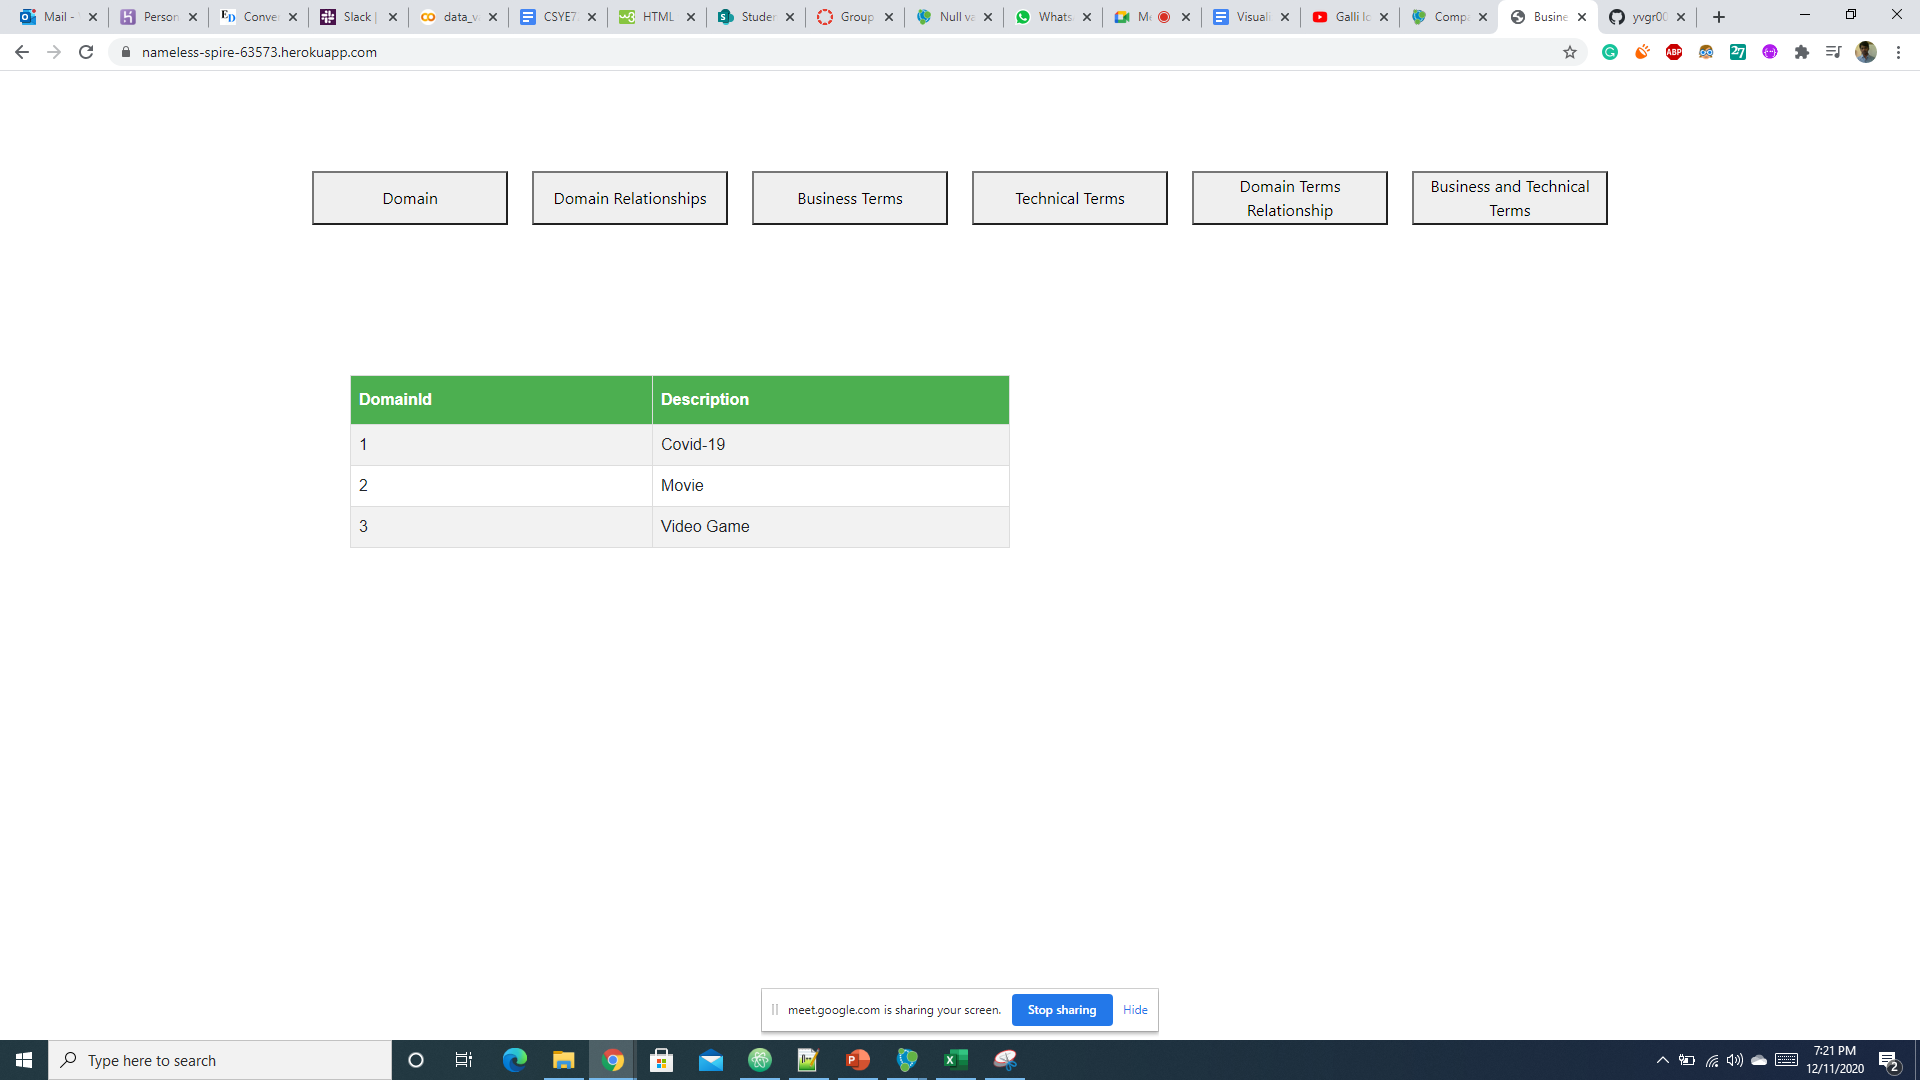 Mail -
Person
Conve
Slack |
data_v
CSYE7
HTML
Studer
Group
Null va
Whats
M
Visuali
Galli
Comp
Busine
yvgr00
nameless-spire-63573.herokuapp.com
Domain
Domain Relationships
Business Terms
Technical Terms
Domain Terms
Relationship
Business and Technical
Terms
DomainId Description
1 Covid-19
2 Movie
3 Video Game
meet.google.com is sharing your screen. Stop sharing Hide
Type here to search
7:21 PM
12/11/2020
2